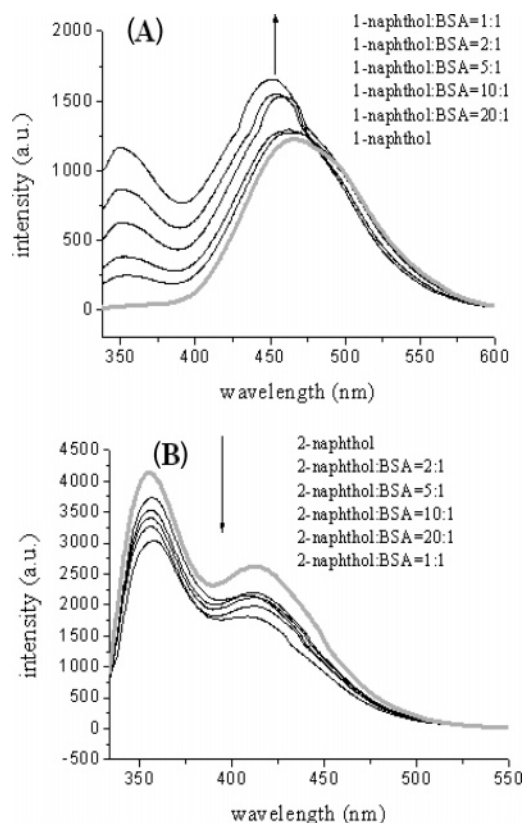 (A)
1-naphthol:BSA=1:1
1-naphthol:BSA=2:1
1-naphthol:BSA=5:1
1-naphthol:BSA=10:1
1-naphthol:BSA=20:1
1-naphthol
2000
1500
1000
500
0
intensity (a.u.)
350 400 450 500 550 600
wavelength (nm)
(B)
2-naphthol
2-naphthol:BSA=2:1
2-naphthol:BSA=5:1
2-naphthol:BSA=10:1
2-naphthol:BSA=20:1
2-naphthol:BSA=1:1
4500
4000
3500
3000
2500
2000
1500
1000
500
0
-500
intensity (a.u.)
350 400 450 500 550
wavelength (nm)